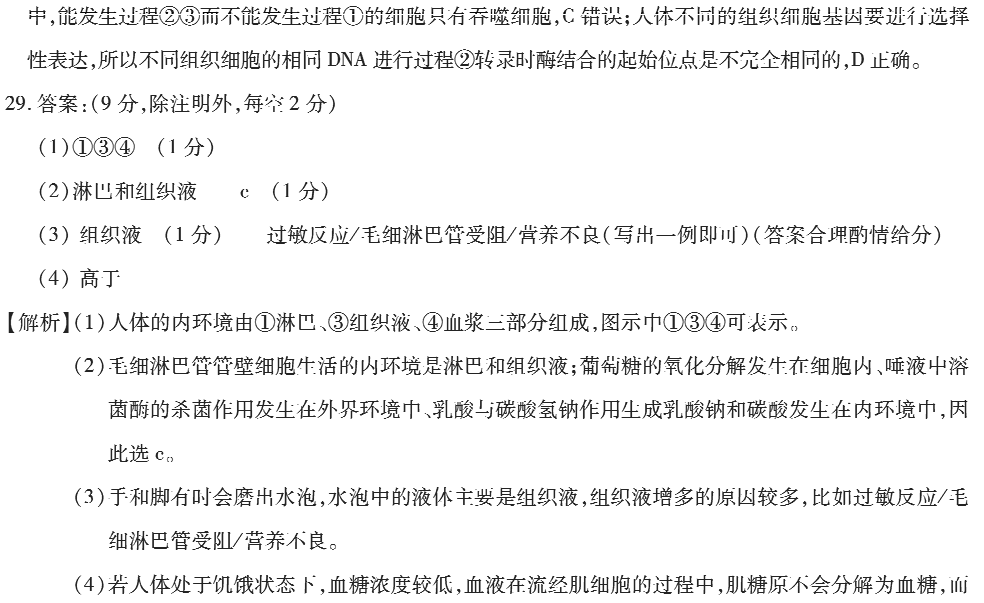 中,能发生过程②③而不能发生过程①的细胞只有吞噬细胞,C 错误;人体不同的组织细胞基因要进行选择
性表达,所以不同组织细胞的相同 DNA 进行过程②转录时酶结合的起始位点是不完全相同的,D 正确。
29. 答案:(9 分,除注明外,每空 2 分)
(1)①③④ (1 分)
(2)淋巴和组织液 c (1 分)
(3) 组织液 (1 分) 过敏反应/毛细淋巴管受阻/营养不良(写出一例即可)(答案合理酌情给分)
(4) 高于
【解析】(1)人体的内环境由①淋巴、③组织液、④血浆三部分组成,图示中①③④可表示。
(2)毛细淋巴管管壁细胞生活的内环境是淋巴和组织液;葡萄糖的氧化分解发生在细胞内、唾液中溶
菌酶的杀菌作用发生在外界环境中、乳酸与碳酸氢钠作用生成乳酸钠和碳酸发生在内环境中,因
此选 c。
(3)手和脚有时会磨出水泡,水泡中的液体主要是组织液,组织液增多的原因较多,比如过敏反应/毛
细淋巴管受阻/营养不良。
(4)若人体处于饥饿状态下,血糖浓度较低,血液在流经肌细胞的过程中,肌糖原不会分解为血糖,而